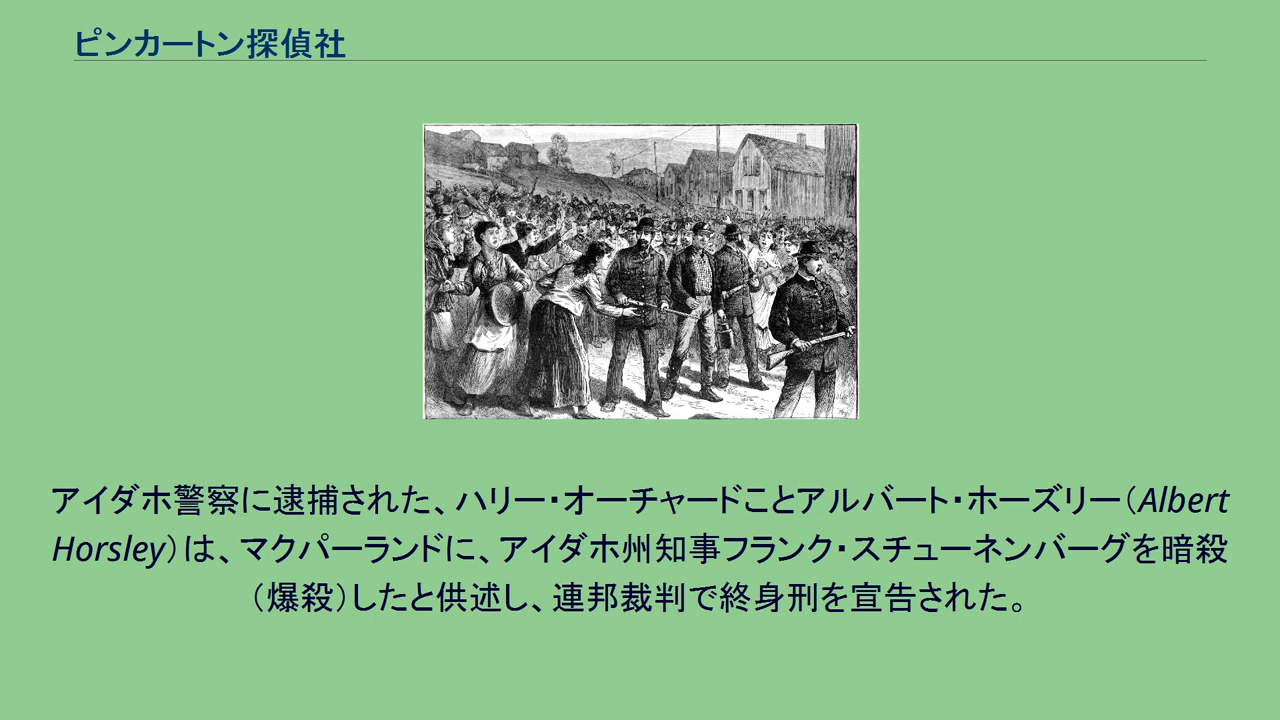 ピンカートン探偵社
アイダホ警察に逮捕された、ハリー・オーチャードことアルバート・ホーズリー（Albert
Horsley）は、マクパーランドに、アイダホ州知事フランク・スチューネンバーグを暗殺
（爆殺）したと供述し、連邦裁判で終身刑を宣告された。